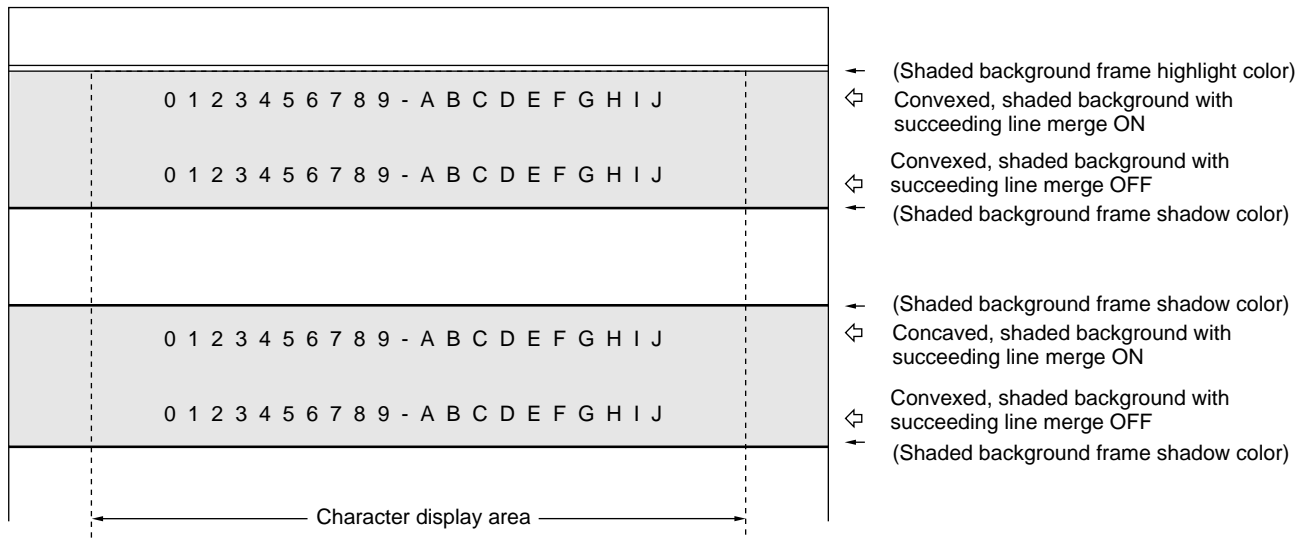 (Shaded background frame highlight color)
0 1 2 3 4 5 6 7 8 9 - A B C D E F G H I J
Convexed, shaded background with
succeeding line merge ON
0 1 2 3 4 5 6 7 8 9 - A B C D E F G H I J
Convexed, shaded background with
succeeding line merge OFF
(Shaded background frame shadow color)
(Shaded background frame shadow color)
0 1 2 3 4 5 6 7 8 9 - A B C D E F G H I J
Concaved, shaded background with
succeeding line merge ON
0 1 2 3 4 5 6 7 8 9 - A B C D E F G H I J
Convexed, shaded background with
succeeding line merge OFF
(Shaded background frame shadow color)
Character display area